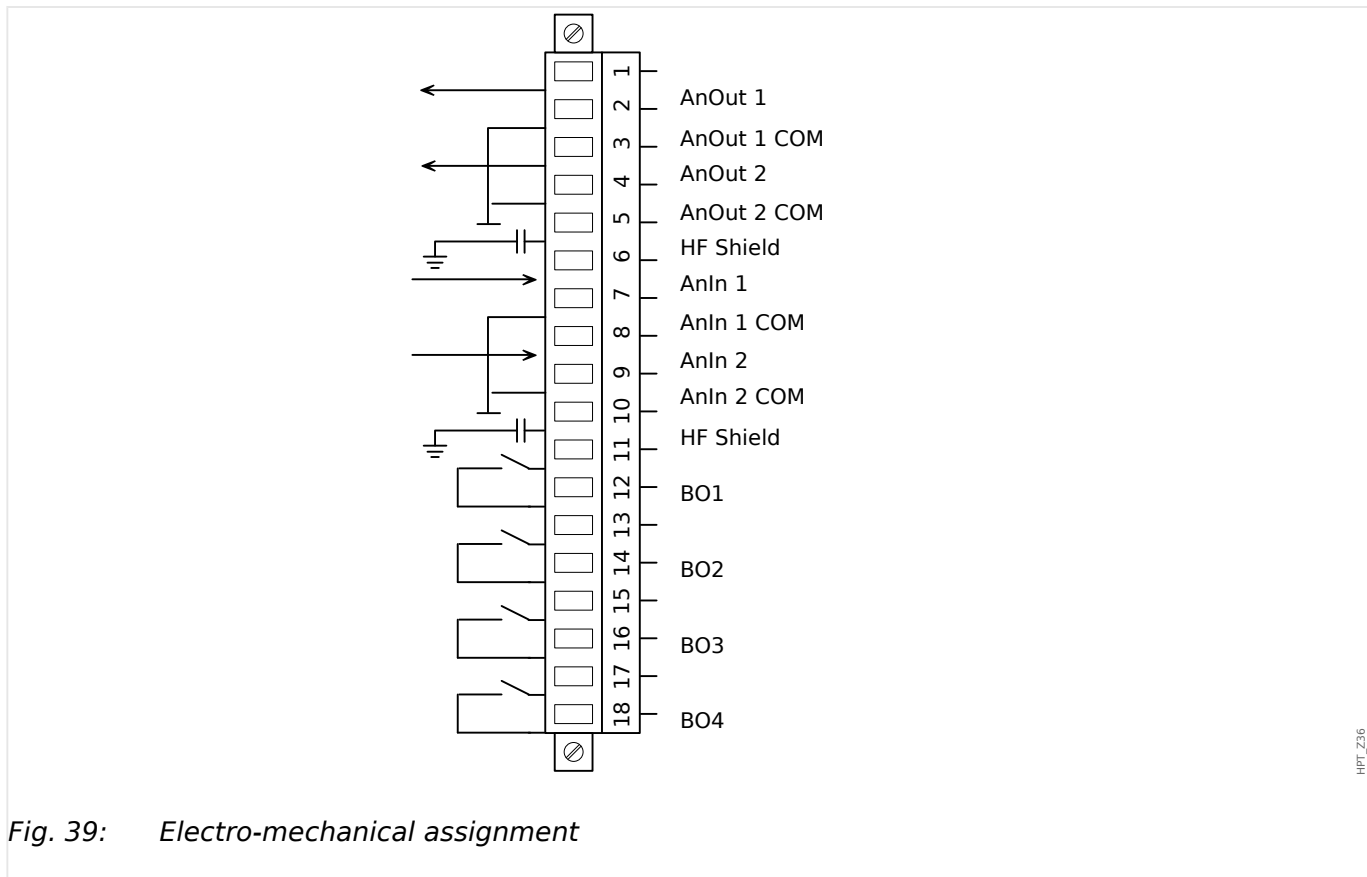 1
2
AnOut 1
3
AnOut 1 COM
4
AnOut 2
5
AnOut 2 COM
6
HF Shield
7
AnIn 1
8
AnIn 1 COM
9
AnIn 2
10
AnIn 2 COM
11
HF Shield
12
BO1
13
14
BO2
15
16
BO3
17
18
BO4
HPT_Z36
Fig. 39: Electro-mechanical assignment